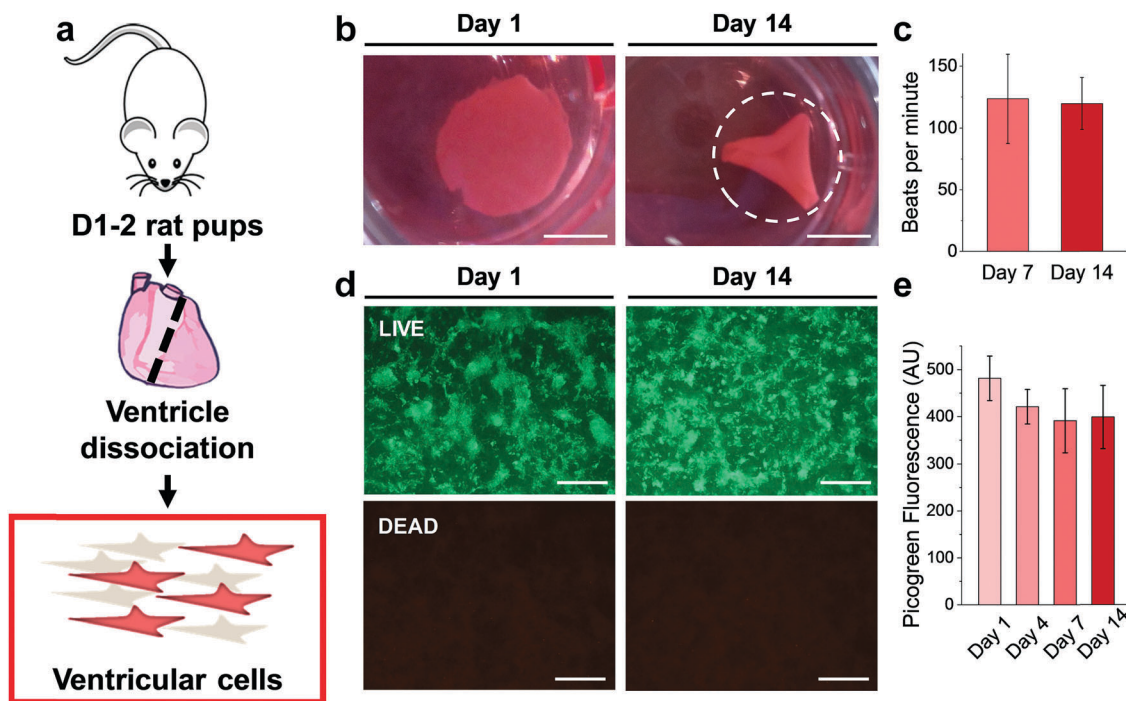 a
D1-2 rat pups
Ventricle
dissociation
Ventricular cells
b
Day 1
Day 14
c
Beats per minute
150
100
50
0
Day 7
Day 14
d
Day 1
Day 14
LIVE
DEAD
e
Picogreen Fluorescence (AU)
500
400
300
0
Day 1
Day 4
Day 7
Day 14